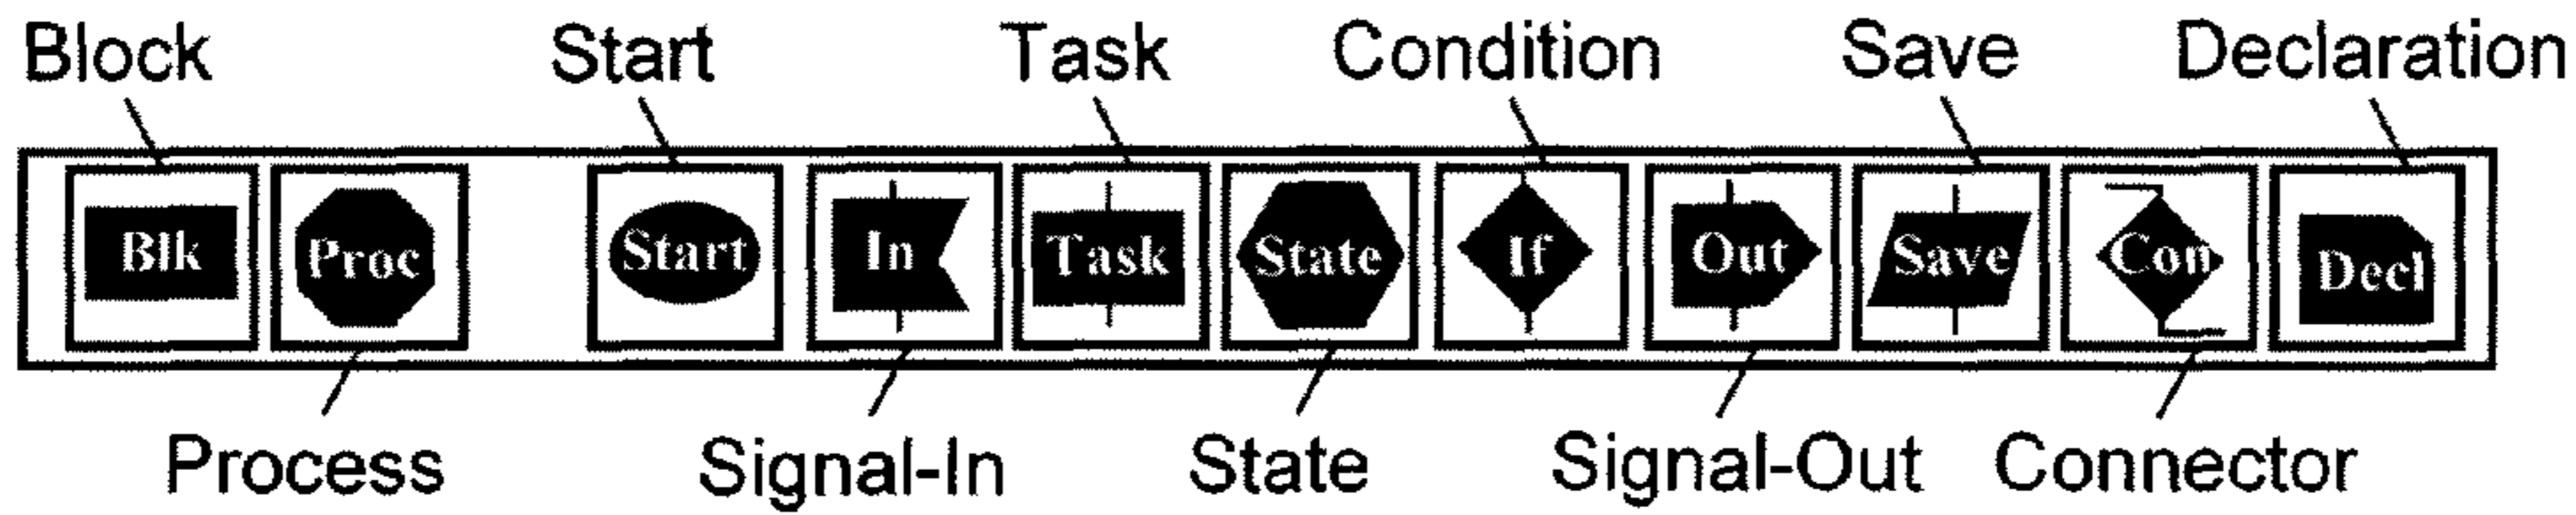 Block Start Task Condition Save Declaration
Blk Proc Start In Task State If Out Save Con Decl
Process Signal-In State Signal-Out Connector